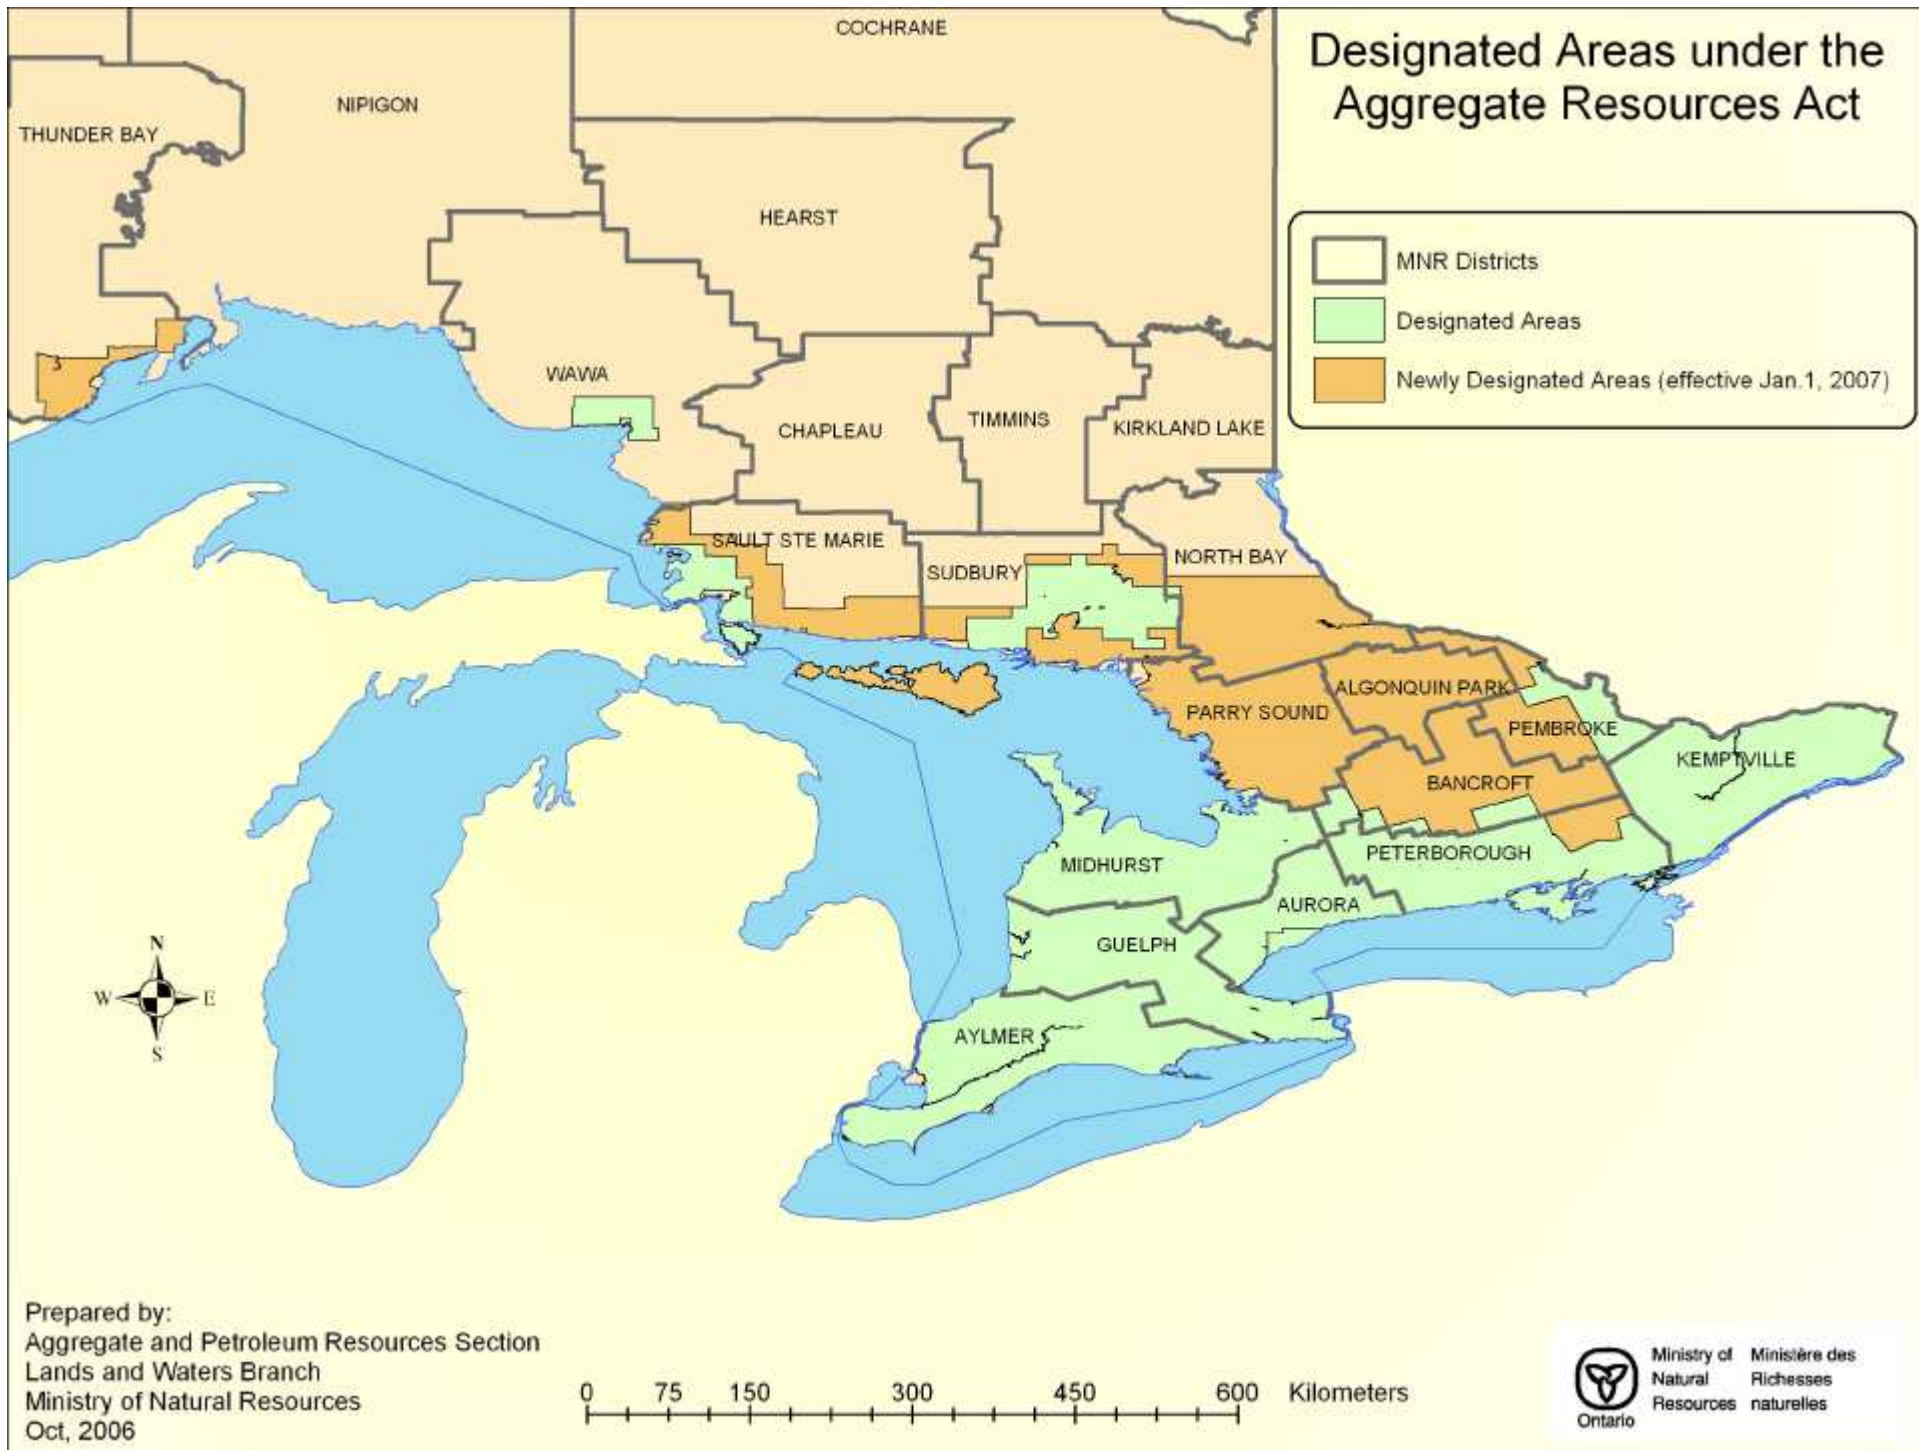 Designated Areas under the
Aggregate Resources Act
COCHRANE
NIPIGON
THUNDER BAY
HEARST
MNR Districts
Designated Areas
Newly Designated Areas (effective Jan.1, 2007)
WAWA
CHAPLEAU
TIMMINS
KIRKLAND LAKE
SAULT STE MARIE
SUDBURY
NORTH BAY
ALGONQUIN PARK
PARRY SOUND
PEMBROKE
KEMPTVILLE
BANCROFT
MIDHURST
PETERBOROUGH
AURORA
GUELPH
AYLMER
N
W E
S
Prepared by:
Aggregate and Petroleum Resources Section
Lands and Waters Branch
Ministry of Natural Resources
Oct, 2006
0 75 150 300 450 600 Kilometers
Ontario
Ministry of
Natural
Resources
Ministère des
Richesses
naturelles